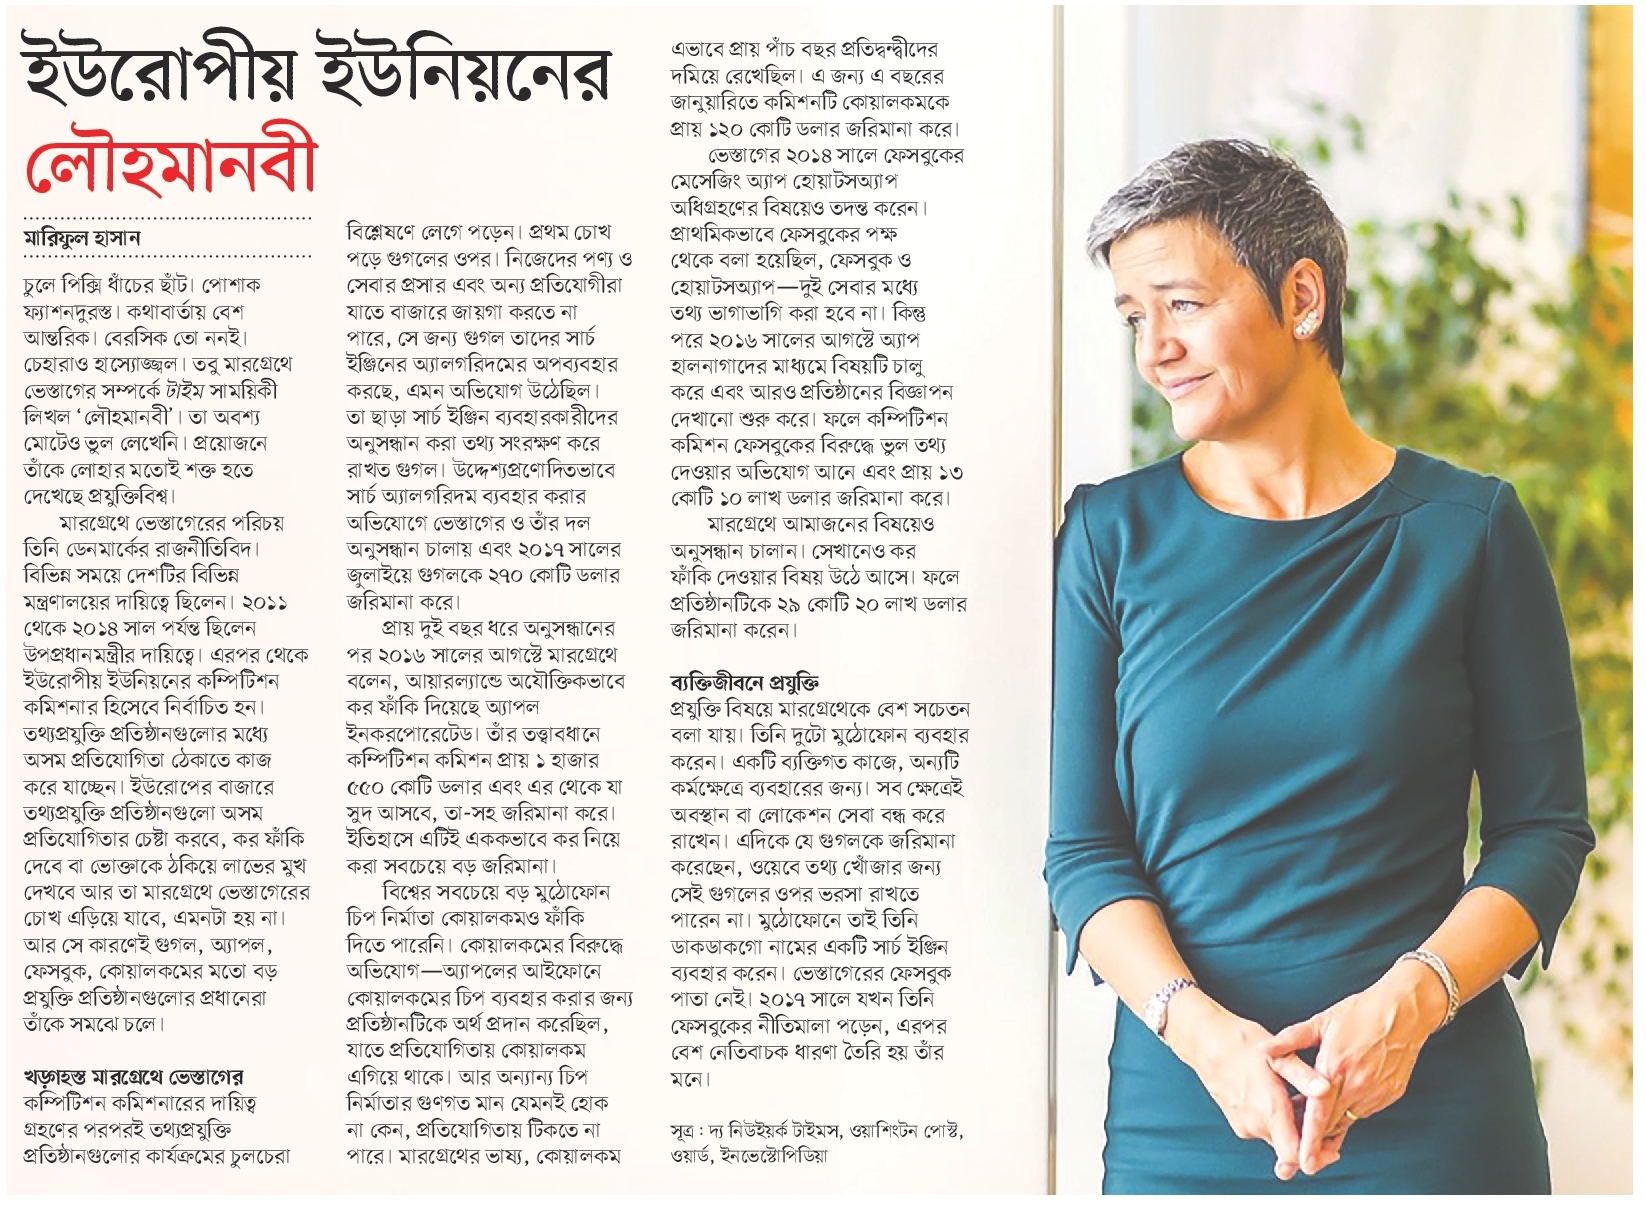 ইউরোপীয় ইউনিয়নের
লৌহমানবী
মারিফুল হাসান
চুলে পিক্সি ধাঁচের ছাঁট। পোশাক
ফ্যাশনদুরস্ত। কথাবার্তায় বেশ
আন্তরিক। বেরসিক তো ননই।
চেহারাও হাস্যোজ্জ্বল। তবু মারগ্রেথে
ভেস্তাগের সম্পর্কে টাইম সাময়িকী
লিখল ‘লৌহমানবী’। তা অবশ্য
মোটেও ভুল লেখেনি। প্রয়োজনে
তাঁকে লোহার মতোই শক্ত হতে
দেখেছে প্রযুক্তিবিশ্ব।
মারগ্রেথে ভেস্তাগেরের পরিচয়
তিনি ডেনমার্কের রাজনীতিবিদ।
বিভিন্ন সময়ে দেশটির বিভিন্ন
মন্ত্রণালয়ের দায়িত্বে ছিলেন। ২০১১
থেকে ২০১৪ সাল পর্যন্ত ছিলেন
উপপ্রধানমন্ত্রীর দায়িত্বে। এরপর থেকে
ইউরোপীয় ইউনিয়নের কম্পিটিশন
কমিশনার হিসেবে নির্বাচিত হন।
তথ্যপ্রযুক্তি প্রতিষ্ঠানগুলোর মধ্যে
অসম প্রতিযোগিতা ঠেকাতে কাজ
করে যাচ্ছেন। ইউরোপের বাজারে
তথ্যপ্রযুক্তি প্রতিষ্ঠানগুলো অসম
প্রতিযোগিতার চেষ্টা করবে, কর ফাঁকি
দেবে বা ভোক্তাকে ঠকিয়ে লাভের মুখ
দেখবে আর তা মারগ্রেথে ভেস্তাগেরের
চোখ এড়িয়ে যাবে, এমনটা হয় না।
আর সে কারণেই গুগল, অ্যাপল,
ফেসবুক, কোয়ালকমের মতো বড়
প্রযুক্তি প্রতিষ্ঠানগুলোর প্রধানেরা
তাঁকে সমঝে চলে।
খড়্গহস্ত মারগ্রেথে ভেস্তাগের
কম্পিটিশন কমিশনারের দায়িত্ব
গ্রহণের পরপরই তথ্যপ্রযুক্তি
প্রতিষ্ঠানগুলোর কার্যক্রমের চুলচেরা
বিশ্লেষণে লেগে পড়েন। প্রথম চোখ
পড়ে গুগলের ওপর। নিজেদের পণ্য ও
সেবার প্রসার এবং অন্য প্রতিযোগীরা
যাতে বাজারে জায়গা করতে না
পারে, সে জন্য গুগল তাদের সার্চ
ইঞ্জিনের অ্যালগরিদমের অপব্যবহার
করছে, এমন অভিযোগ উঠেছিল।
তা ছাড়া সার্চ ইঞ্জিন ব্যবহারকারীদের
অনুসন্ধান করা তথ্য সংরক্ষণ করে
রাখত গুগল। উদ্দেশ্যপ্রণোদিতভাবে
সার্চ অ্যালগরিদম ব্যবহার করার
অভিযোগে ভেস্তাগের ও তাঁর দল
অনুসন্ধান চালায় এবং ২০১৭ সালের
জুলাইয়ে গুগলকে ২৭০ কোটি ডলার
জরিমানা করে।
প্রায় দুই বছর ধরে অনুসন্ধানের
পর ২০১৬ সালের আগস্টে মারগ্রেথে
বলেন, আয়ারল্যান্ডে অযৌক্তিকভাবে
কর ফাঁকি দিয়েছে অ্যাপল
ইনকরপোরেটেড। তাঁর তত্ত্বাবধানে
কম্পিটিশন কমিশন প্রায় ১ হাজার
৫৫০ কোটি ডলার এবং এর থেকে যা
সুদ আসবে, তা-সহ জরিমানা করে।
ইতিহাসে এটিই এককভাবে কর নিয়ে
করা সবচেয়ে বড় জরিমানা।
বিশ্বের সবচেয়ে বড় মুঠোফোন
চিপ নির্মাতা কোয়ালকমও ফাঁকি
দিতে পারেনি। কোয়ালকমের বিরুদ্ধে
অভিযোগ—অ্যাপলের আইফোনে
কোয়ালকমের চিপ ব্যবহার করার জন্য
প্রতিষ্ঠানটিকে অর্থ প্রদান করেছিল,
যাতে প্রতিযোগিতায় কোয়ালকম
এগিয়ে থাকে। আর অন্যান্য চিপ
নির্মাতার গুণগত মান যেমনই হোক
না কেন, প্রতিযোগিতায় টিকতে না
পারে। মারগ্রেথের ভাষ্য, কোয়ালকম
এভাবে প্রায় পাঁচ বছর প্রতিদ্বন্দ্বীদের
দমিয়ে রেখেছিল। এ জন্য এ বছরের
জানুয়ারিতে কমিশনটি কোয়ালকমকে
প্রায় ১২০ কোটি ডলার জরিমানা করে।
ভেস্তাগের ২০১৪ সালে ফেসবুকের
মেসেজিং অ্যাপ হোয়াটসঅ্যাপ
অধিগ্রহণের বিষয়েও তদন্ত করেন।
প্রাথমিকভাবে ফেসবুকের পক্ষ
থেকে বলা হয়েছিল, ফেসবুক ও
হোয়াটসঅ্যাপ—দুই সেবার মধ্যে
তথ্য ভাগাভাগি করা হবে না। কিন্তু
পরে ২০১৬ সালের আগস্টে অ্যাপ
হালনাগাদের মাধ্যমে বিষয়টি চালু
করে এবং আরও প্রতিষ্ঠানের বিজ্ঞাপন
দেখানো শুরু করে। ফলে কম্পিটিশন
কমিশন ফেসবুকের বিরুদ্ধে ভুল তথ্য
দেওয়ার অভিযোগ আনে এবং প্রায় ১৩
কোটি ১০ লাখ ডলার জরিমানা করে।
মারগ্রেথে আমাজনের বিষয়েও
অনুসন্ধান চালান। সেখানেও কর
ফাঁকি দেওয়ার বিষয় উঠে আসে। ফলে
প্রতিষ্ঠানটিকে ২৯ কোটি ২০ লাখ ডলার
জরিমানা করেন।
ব্যক্তিজীবনে প্রযুক্তি
প্রযুক্তি বিষয়ে মারগ্রেথেকে বেশ সচেতন
বলা যায়। তিনি দুটো মুঠোফোন ব্যবহার
করেন। একটি ব্যক্তিগত কাজে, অন্যটি
কর্মক্ষেত্রে ব্যবহারের জন্য। সব ক্ষেত্রেই
অবস্থান বা লোকেশন সেবা বন্ধ করে
রাখেন। এদিকে যে গুগলকে জরিমানা
করেছেন, ওয়েবে তথ্য খোঁজার জন্য
সেই গুগলের ওপর ভরসা রাখতে
পারেন না। মুঠোফোনে তাই তিনি
ডাকডাকগো নামের একটি সার্চ ইঞ্জিন
ব্যবহার করেন। ভেস্তাগেরের ফেসবুক
পাতা নেই। ২০১৭ সালে যখন তিনি
ফেসবুকের নীতিমালা পড়েন, এরপর
বেশ নেতিবাচক ধারণা তৈরি হয় তাঁর
মনে।
সূত্র : দ্য নিউইয়র্ক টাইমস, ওয়াশিংটন পোস্ট,
ওয়ার্ড, ইনভেস্টোপিডিয়া